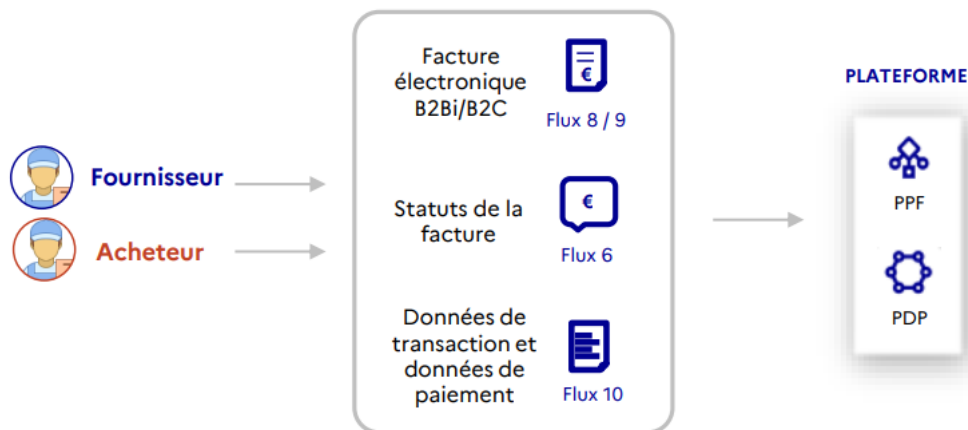 Fournisseur
Acheteur
Facture
électronique
B2Bi/B2C
€
Flux 8 / 9
Statuts de la
facture
€
Flux 6
Données de
transaction et
données de
paiement
Flux 10
PLATEFORME
PPF
PDP